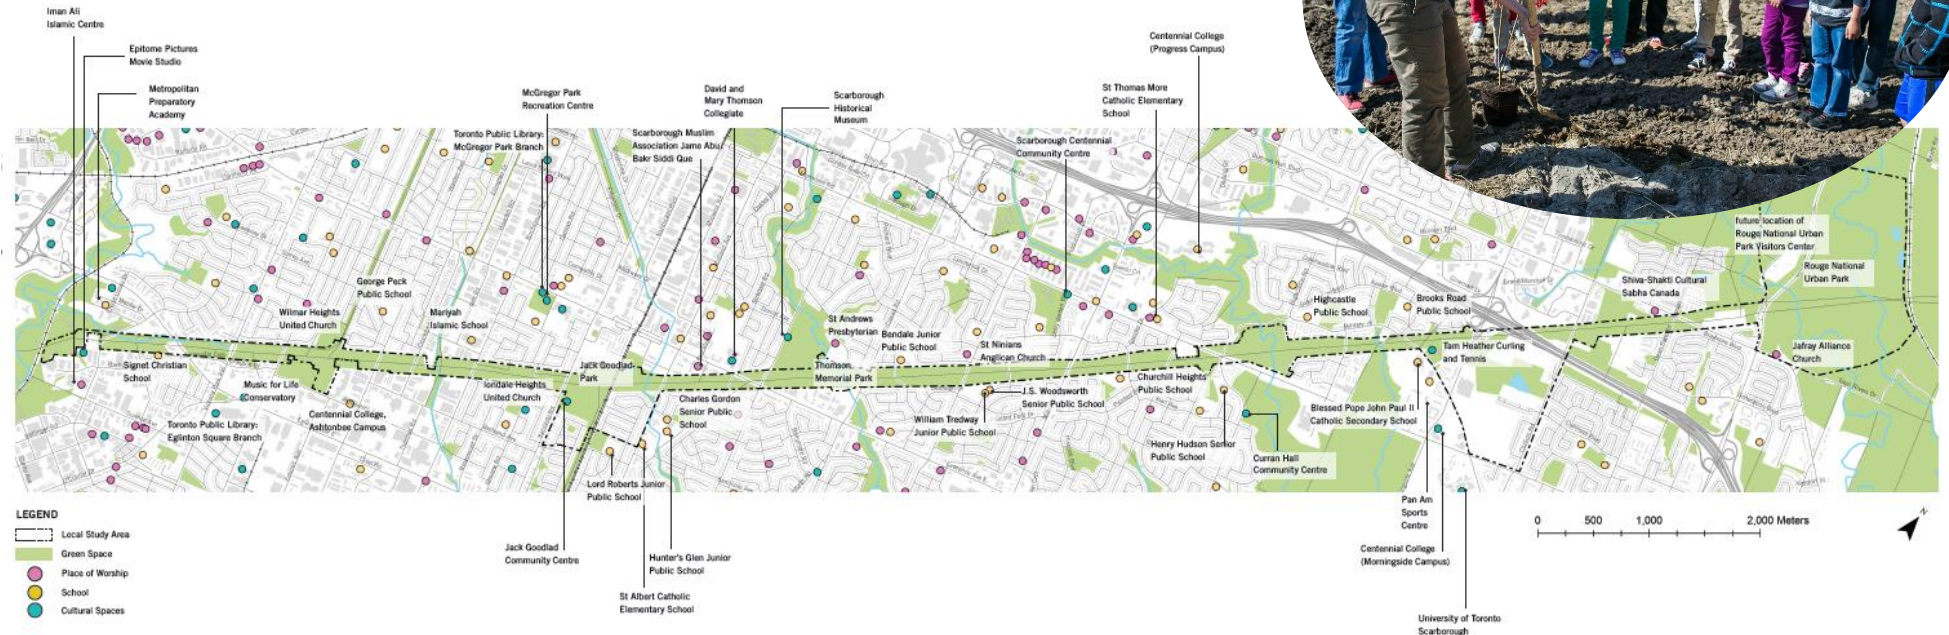 Iman Ali
Islamic Centre
Epitome Pictures
Movie Studio
Metropolitan
Preparatory
Academy
McGregor Park
Recreation Centre
Toronto Public Library:
McGregor Park Branch
Scarborough Muslim
Association Jame Abu
Bakr Siddi Que
David and
Mary Thomson
Collegiate
Scarborough
Historical
Museum
Centennial College
(Progress Campus)
St Thomas More
Catholic Elementary
School
Scarborough Centennial
Community Centre
future location of
Rouge National Urban
Park Visitors Center
Rouge National
Urban Park
Shiva-Shakti Cultural
Sabha Canada
George Peck
Public School
Wilmar Heights
United Church
Mariyah
Islamic School
St Andrews
Presbyterian
Bendale Junior
Public School
St Ninians
Anglican Church
Highcastle
Public School
Brooks Road
Public School
Tam Heather Curling
and Tennis
Jafray Alliance
Church
Signet Christian
School
Music for Life
Conservatory
Centennial College,
Ashtonbee Campus
Toronto Public Library:
Eglinton Square Branch
Iondale Heights
United Church
Jack Goodlad
Park
Thomson
Memorial Park
Charles Gordon
Senior Public
School
J.S. Woodsworth
Senior Public School
William Tredway
Junior Public School
Churchill Heights
Public School
Henry Hudson Senior
Public School
Curran Hall
Community Centre
Blessed Pope John Paul II
Catholic Secondary School
Lord Roberts Junior
Public School
Jack Goodlad
Community Centre
Hunter's Glen Junior
Public School
St Albert Catholic
Elementary School
Pan Am
Sports
Centre
Centennial College
(Morningside Campus)
University of Toronto
Scarborough
LEGEND
Local Study Area
Green Space
Place of Worship
School
Cultural Spaces
0 500 1,000 2,000 Meters
N